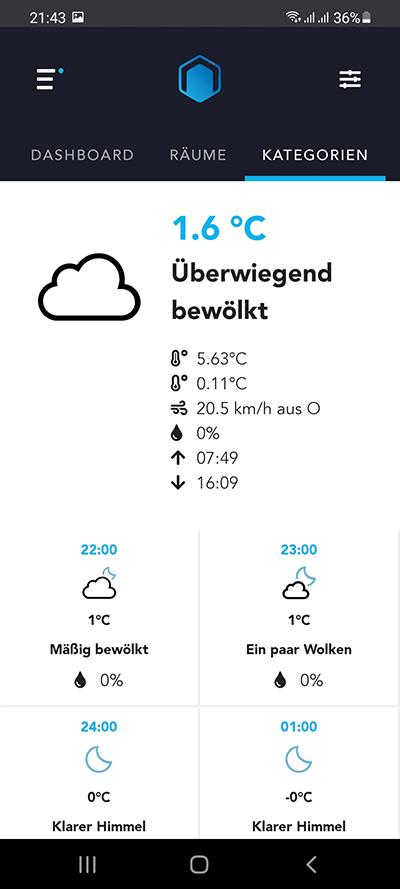 21:43 36%
DASHBOARD RÄUME KATEGORIEN
1.6 °C
Überwiegend
bewölkt
5.63°C
0.11°C
20.5 km/h aus O
0%
07:49
16:09
22:00 23:00
1°C 1°C
Mäßig bewölkt Ein paar Wolken
0% 0%
24:00 01:00
0°C -0°C
Klarer Himmel Klarer Himmel